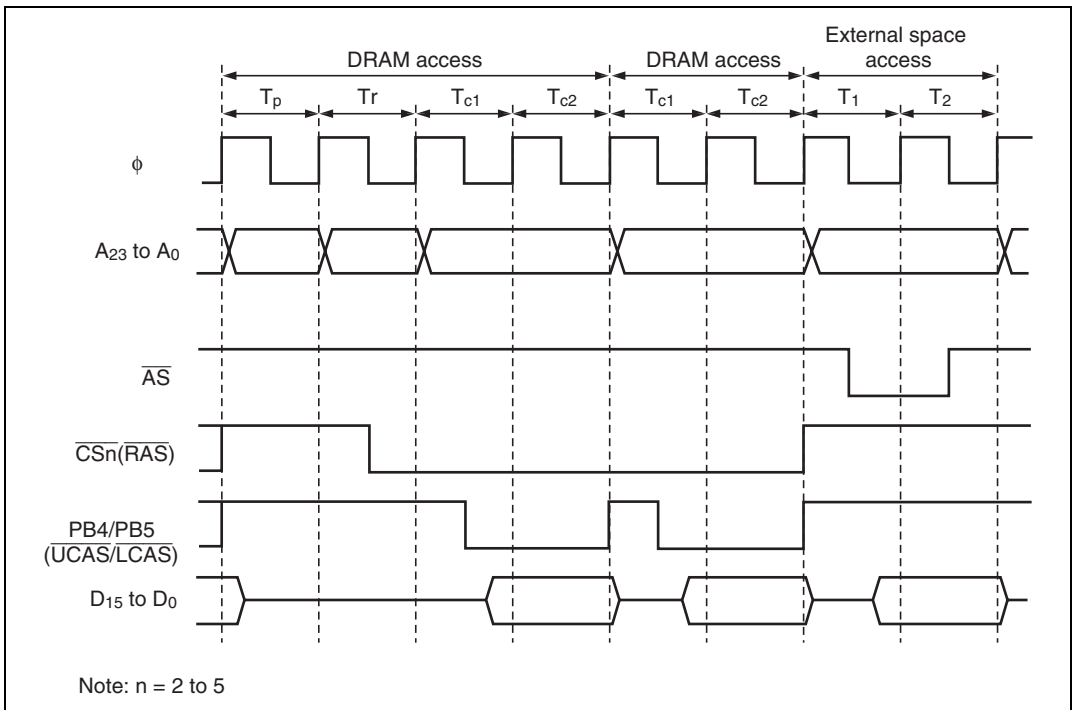 External space
access
DRAM access
DRAM access
Tp
Tr
Tc1
Tc2
Tc1
Tc2
T1
T2
φ
A23 to A0
AS
CSn(RAS)
PB4/PB5
(UCAS/LCAS)
D15 to D0
Note: n = 2 to 5